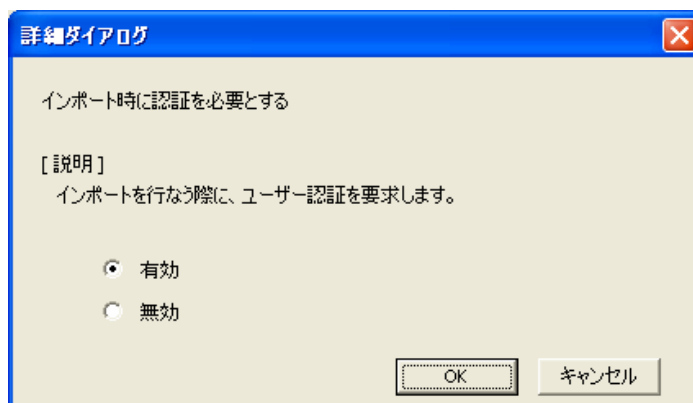 詳細ダイアログ
インポート時に認証を必要とする
[説明]
インポートを行なう際に、ユーザー認証を要求します。
有効
無効
OK
キャンセル